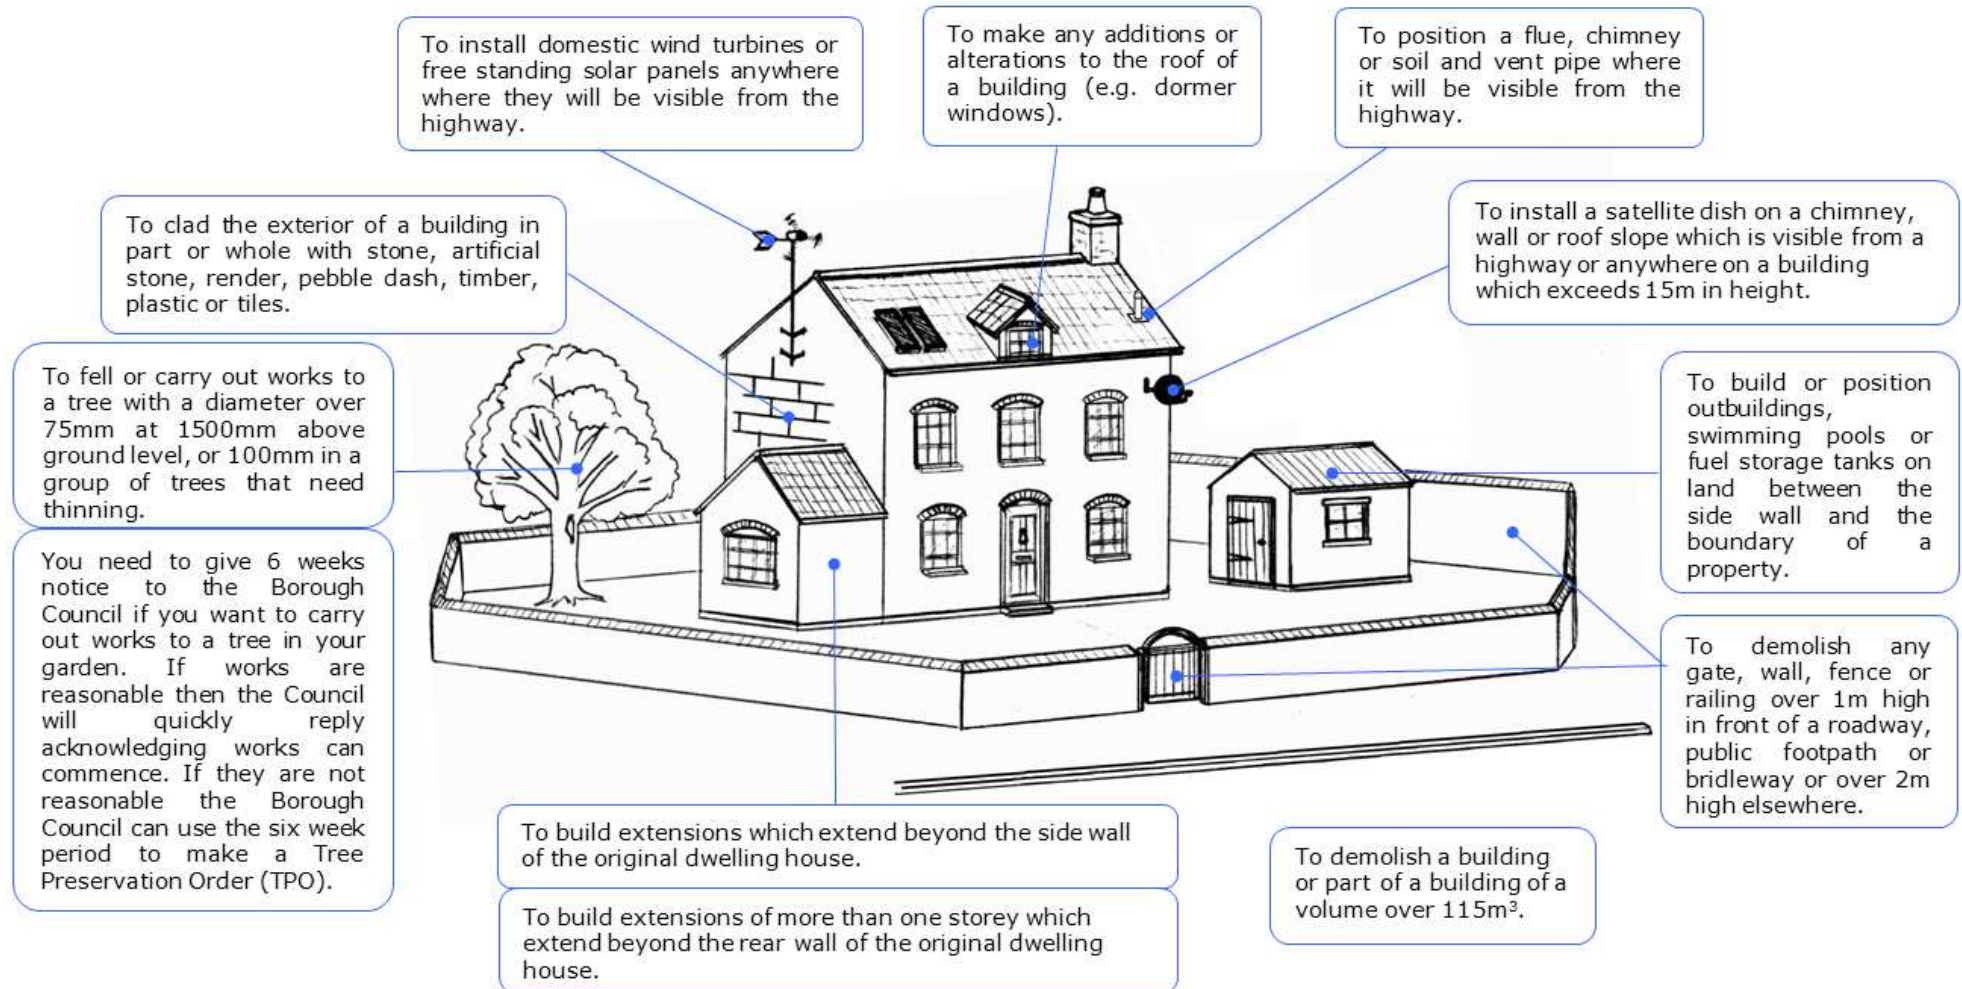 To install domestic wind turbines or
free standing solar panels anywhere
where they will be visible from the
highway.
To make any additions or
alterations to the roof of
a building (e.g. dormer
windows).
To position a flue, chimney
or soil and vent pipe where
it will be visible from the
highway.
To clad the exterior of a building in
part or whole with stone, artificial
stone, render, pebble dash, timber,
plastic or tiles.
To install a satellite dish on a chimney,
wall or roof slope which is visible from a
highway or anywhere on a building
which exceeds 15m in height.
To fell or carry out works to
a tree with a diameter over
75mm at 1500mm above
ground level, or 100mm in a
group of trees that need
thinning.
You need to give 6 weeks
notice to the Borough
Council if you want to carry
out works to a tree in your
garden. If works are
reasonable then the Council
will quickly reply
acknowledging works can
commence. If they are not
reasonable the Borough
Council can use the six week
period to make a Tree
Preservation Order (TPO).
To build or position
outbuildings,
swimming pools or
fuel storage tanks on
land between the
side wall and the
boundary of a
property.
To demolish any
gate, wall, fence or
railing over 1m high
in front of a roadway,
public footpath or
bridleway or over 2m
high elsewhere.
To build extensions which extend beyond the side wall
of the original dwelling house.
To build extensions of more than one storey which
extend beyond the rear wall of the original dwelling
house.
To demolish a building
or part of a building of a
volume over 115m³.